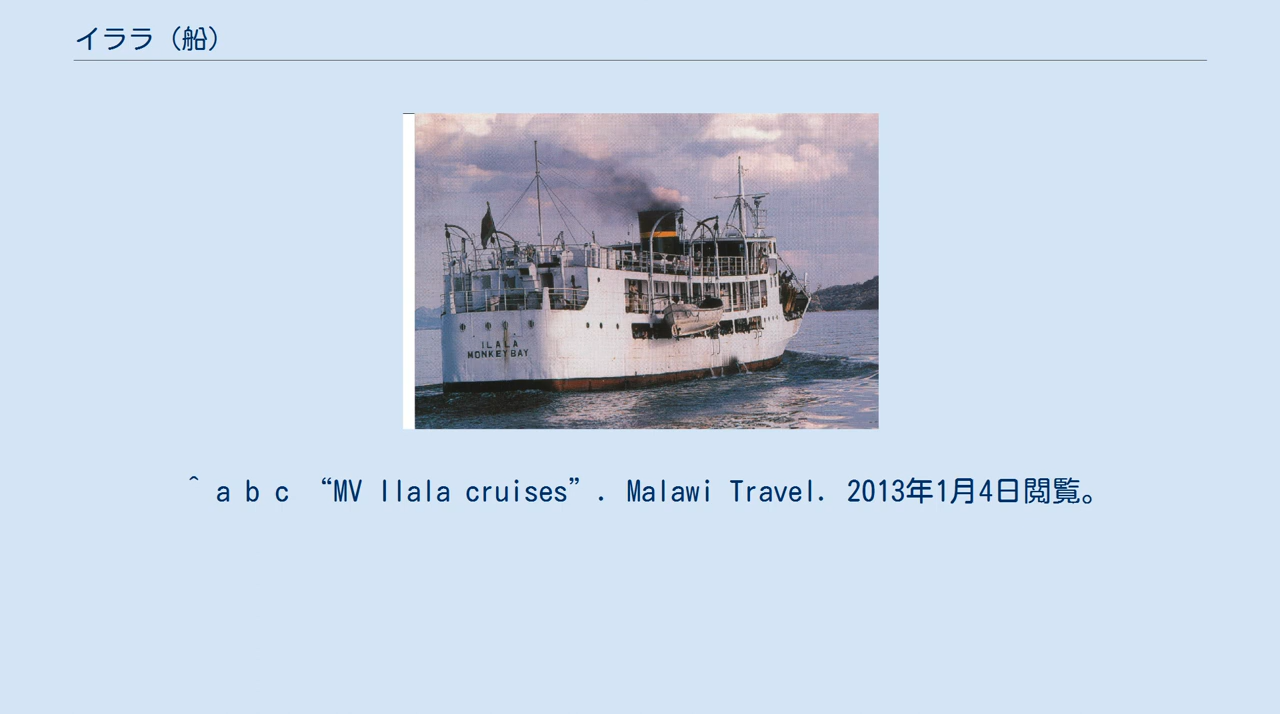 イララ（船）
ILALA
MONKEY BAY
^ a b c “MV Ilala cruises”. Malawi Travel. 2013年1月4日閲覧。